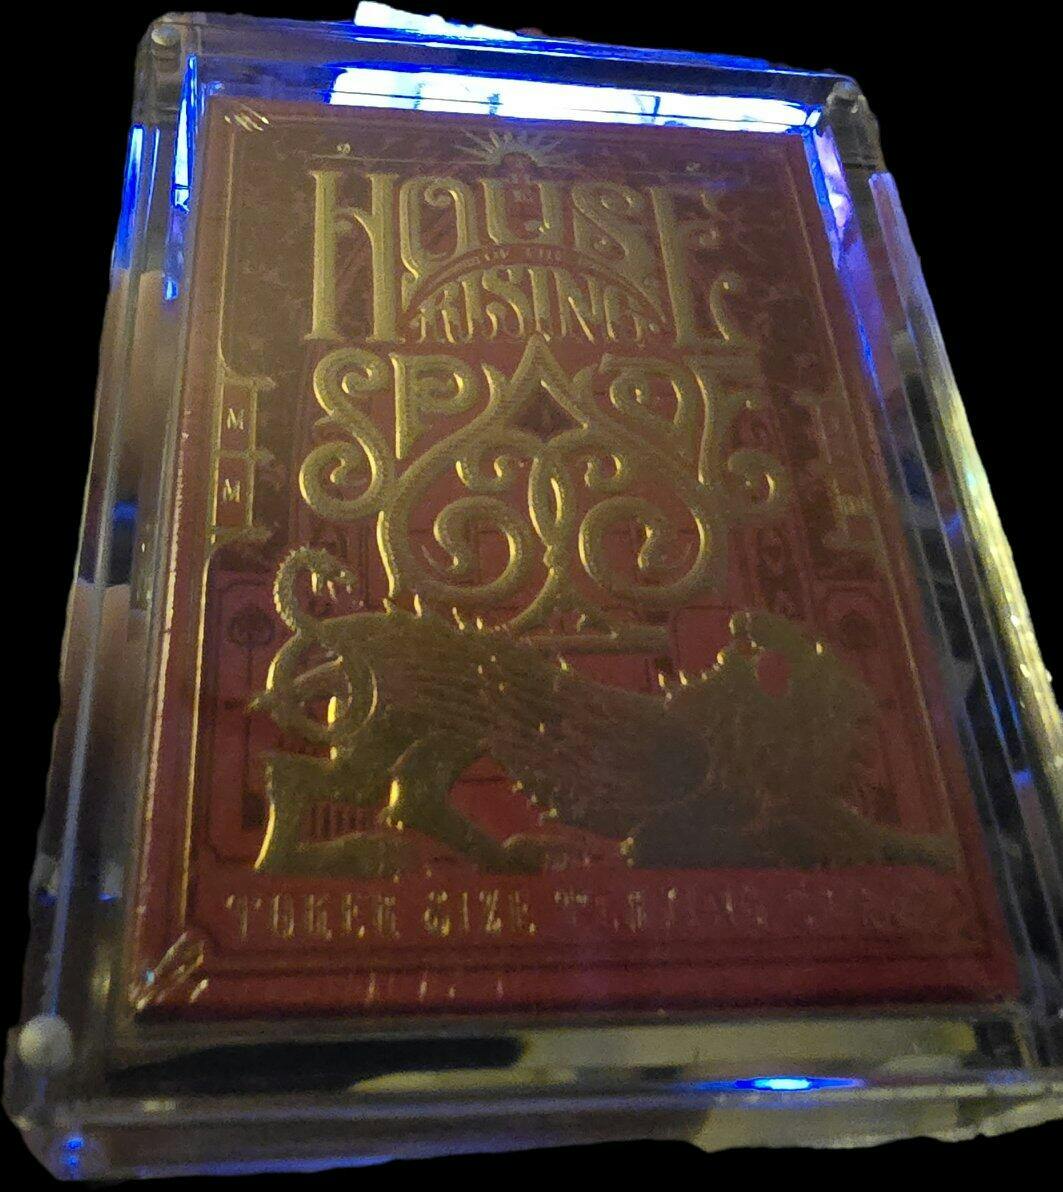 HOUSE
OF THE
RISING
SPADE
M
M
POKER SIZE PLAYING CARDS